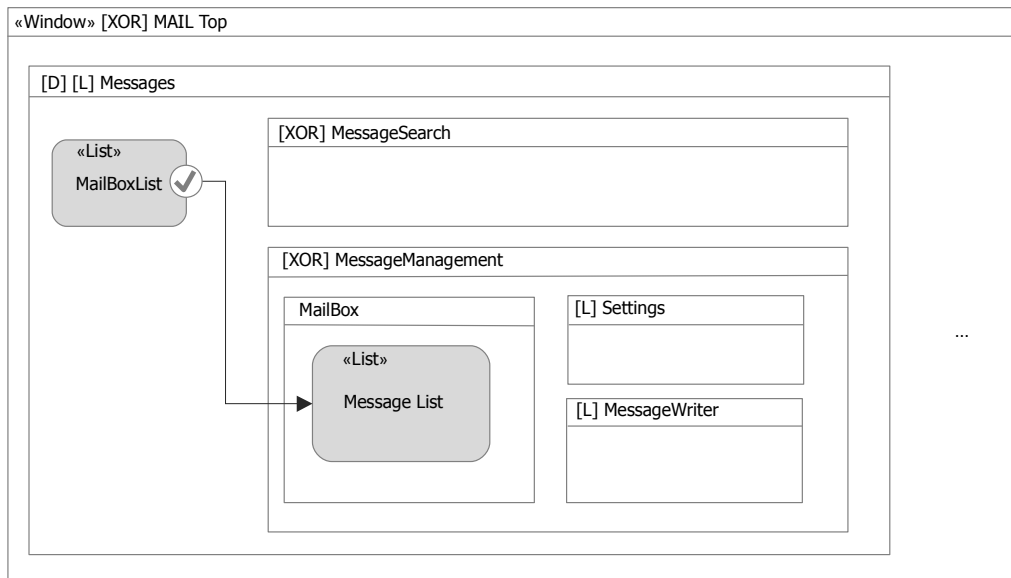 «Window» [XOR] MAIL Top
[D] [L] Messages
«List»
MailBoxList
[XOR] MessageSearch
[XOR] MessageManagement
MailBox
«List»
Message List
[L] Settings
[L] MessageWriter
...